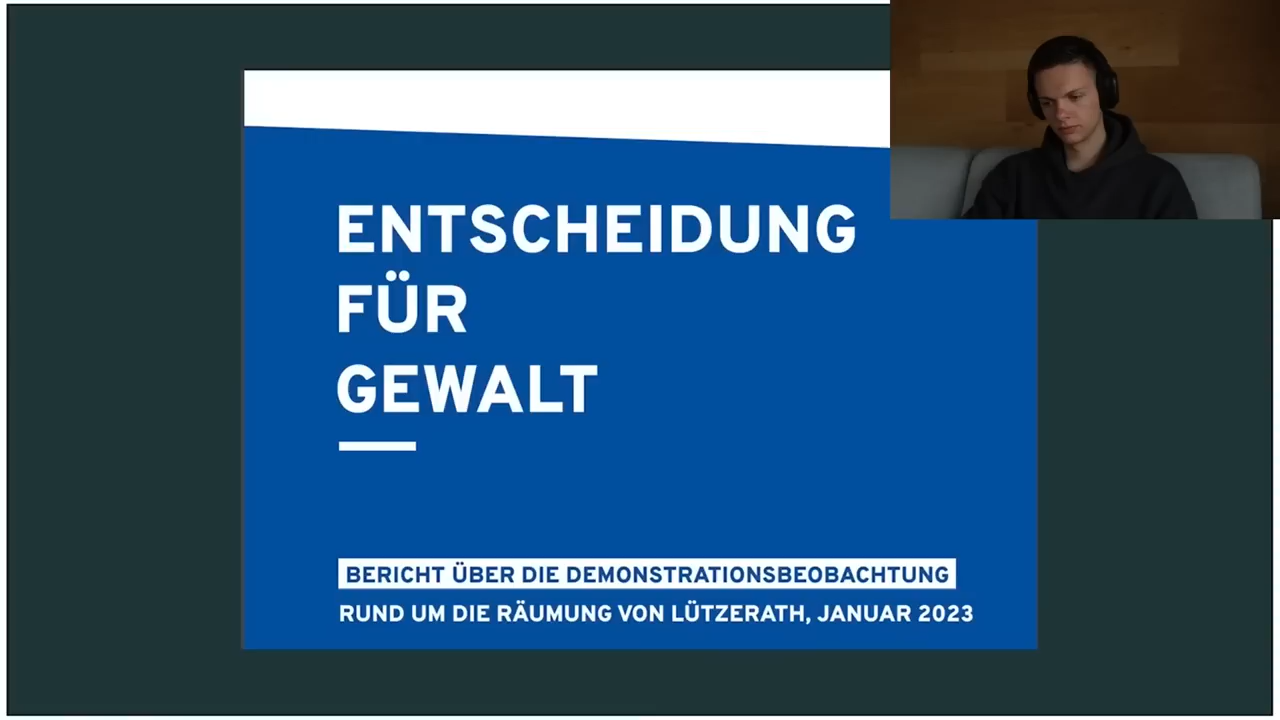 ENTSCHEIDUNG
FÜR
GEWALT
BERICHT ÜBER DIE DEMONSTRATIONSBEOBACHTUNG
RUND UM DIE RÄUMUNG VON LÜTZERATH, JANUAR 2023